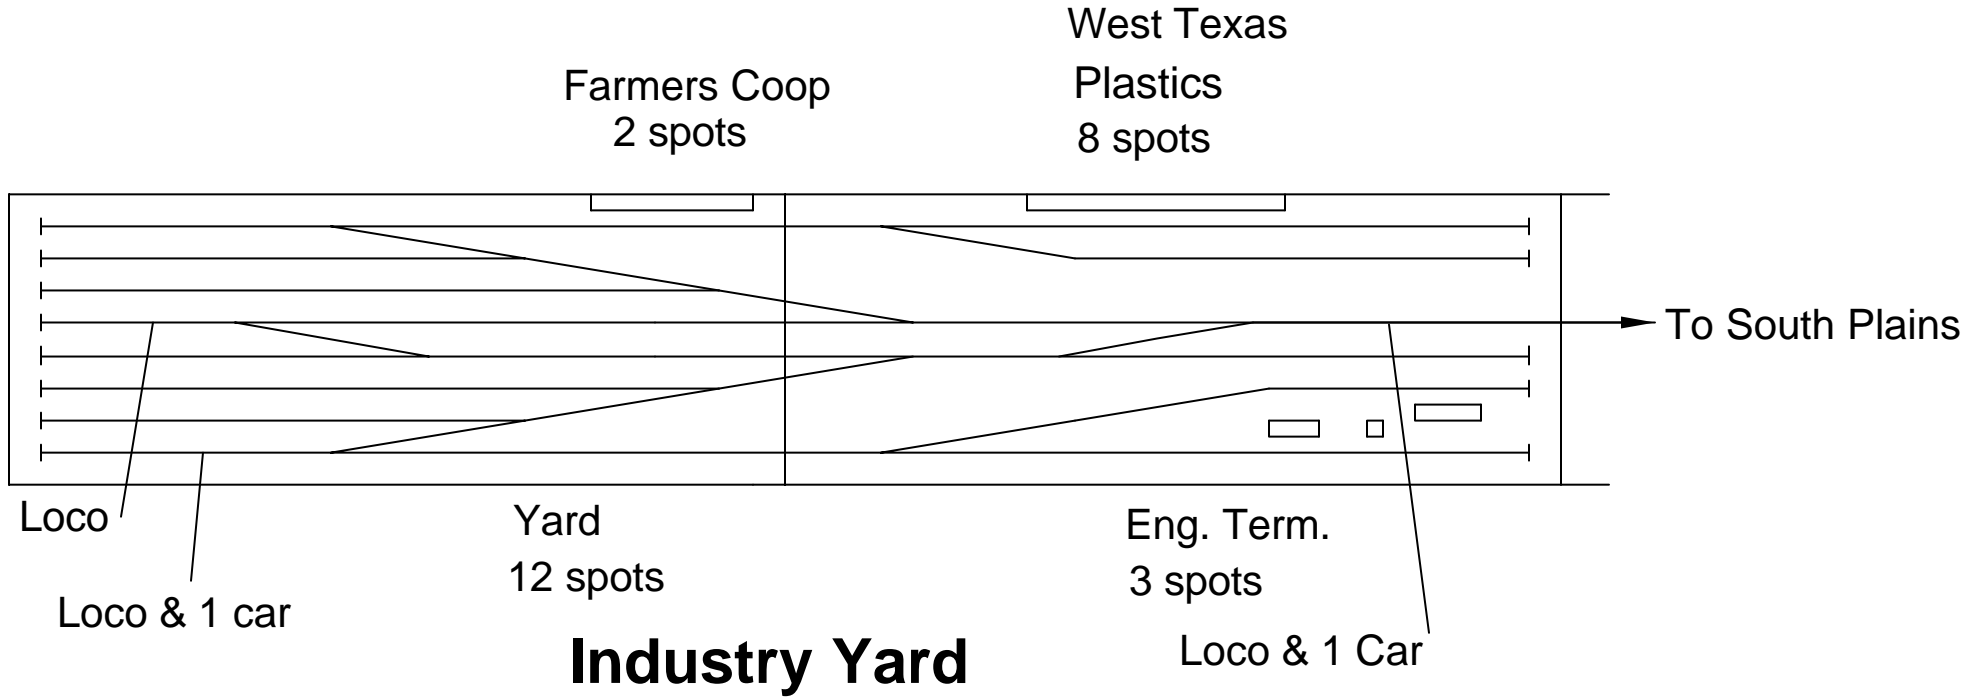 West Texas
Plastics
8 spots
Farmers Coop
2 spots
To South Plains
Loco
Yard
12 spots
Eng. Term.
3 spots
Loco & 1 car
Loco & 1 Car
Industry Yard